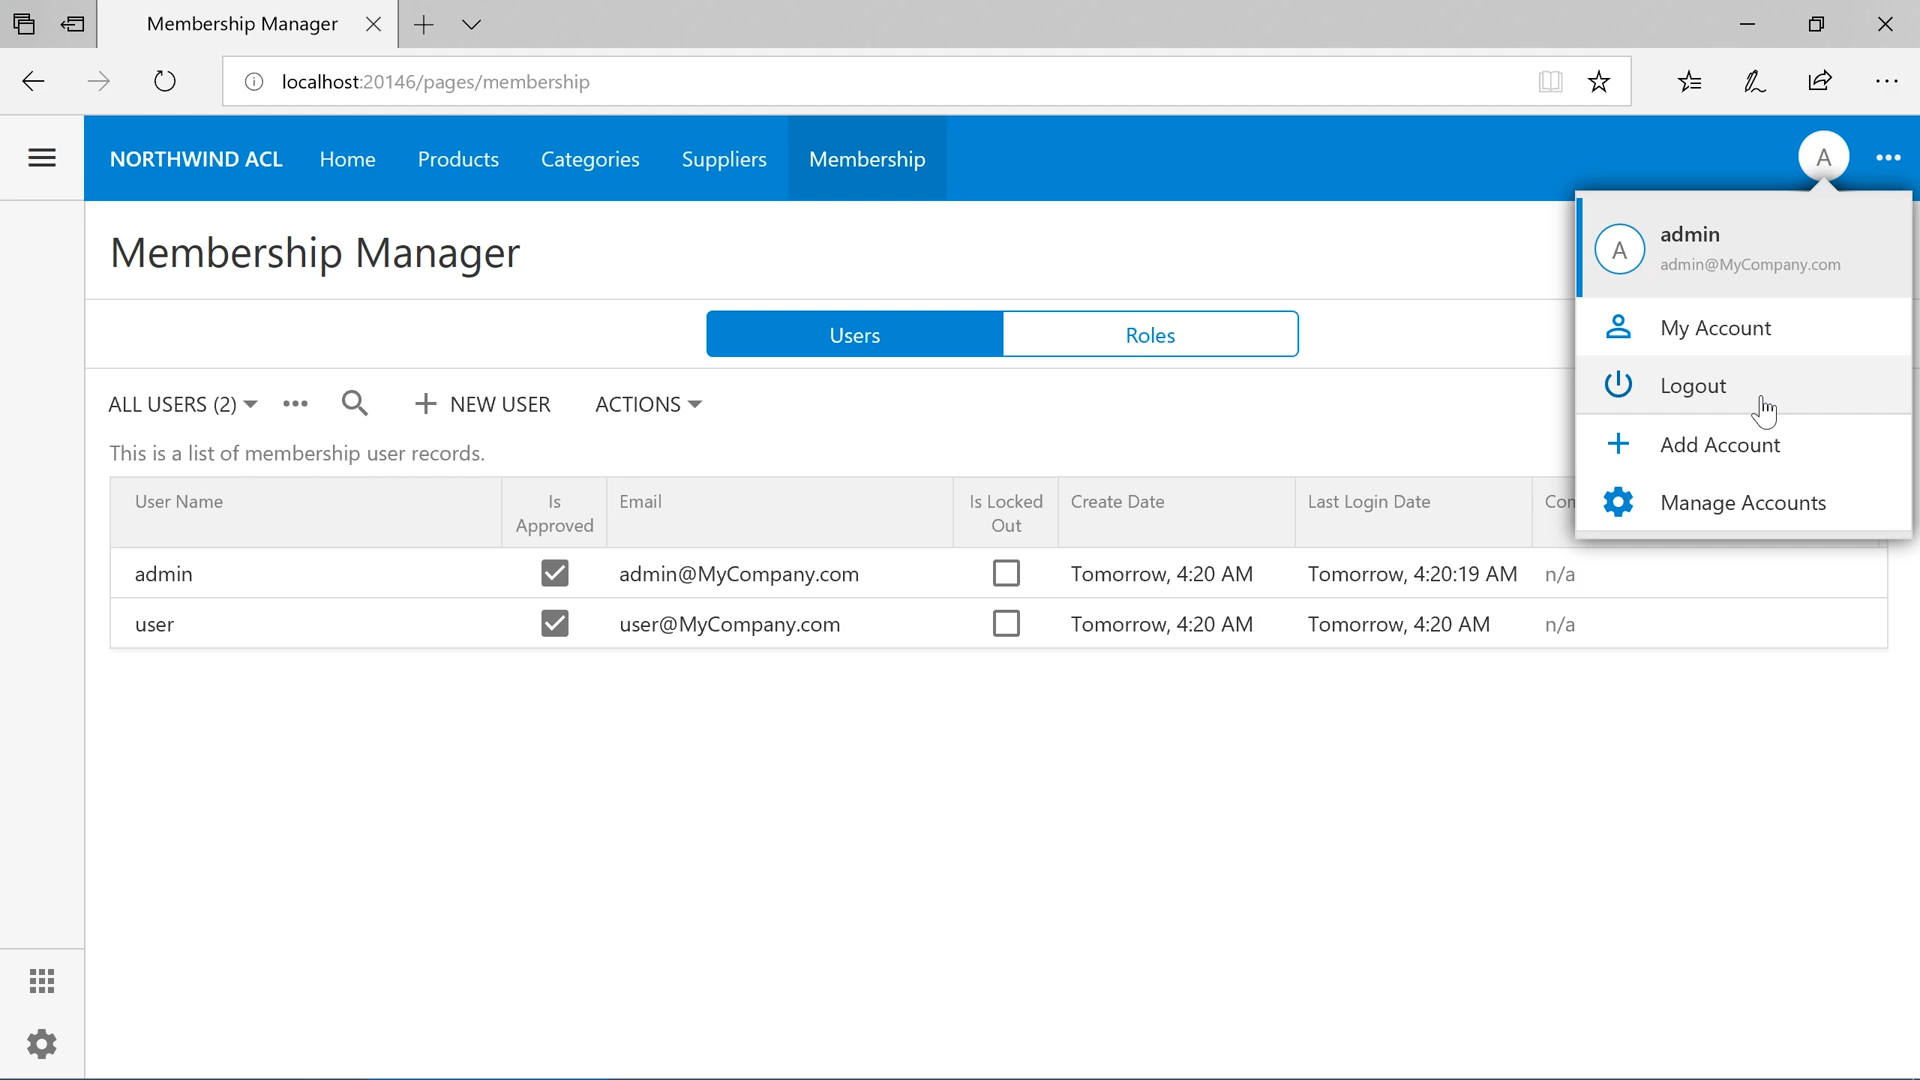 Membership Manager
localhost:20146/pages/membership
NORTHWIND ACL Home Products Categories Suppliers Membership A
Membership Manager
A admin
admin@MyCompany.com
My Account
Logout
Add Account
Manage Accounts
Users Roles
ALL USERS (2) NEW USER ACTIONS
This is a list of membership user records.
User Name Is Approved Email Is Locked Out Create Date Last Login Date
admin admin@MyCompany.com Tomorrow, 4:20 AM Tomorrow, 4:20:19 AM n/a
user user@MyCompany.com Tomorrow, 4:20 AM Tomorrow, 4:20 AM n/a